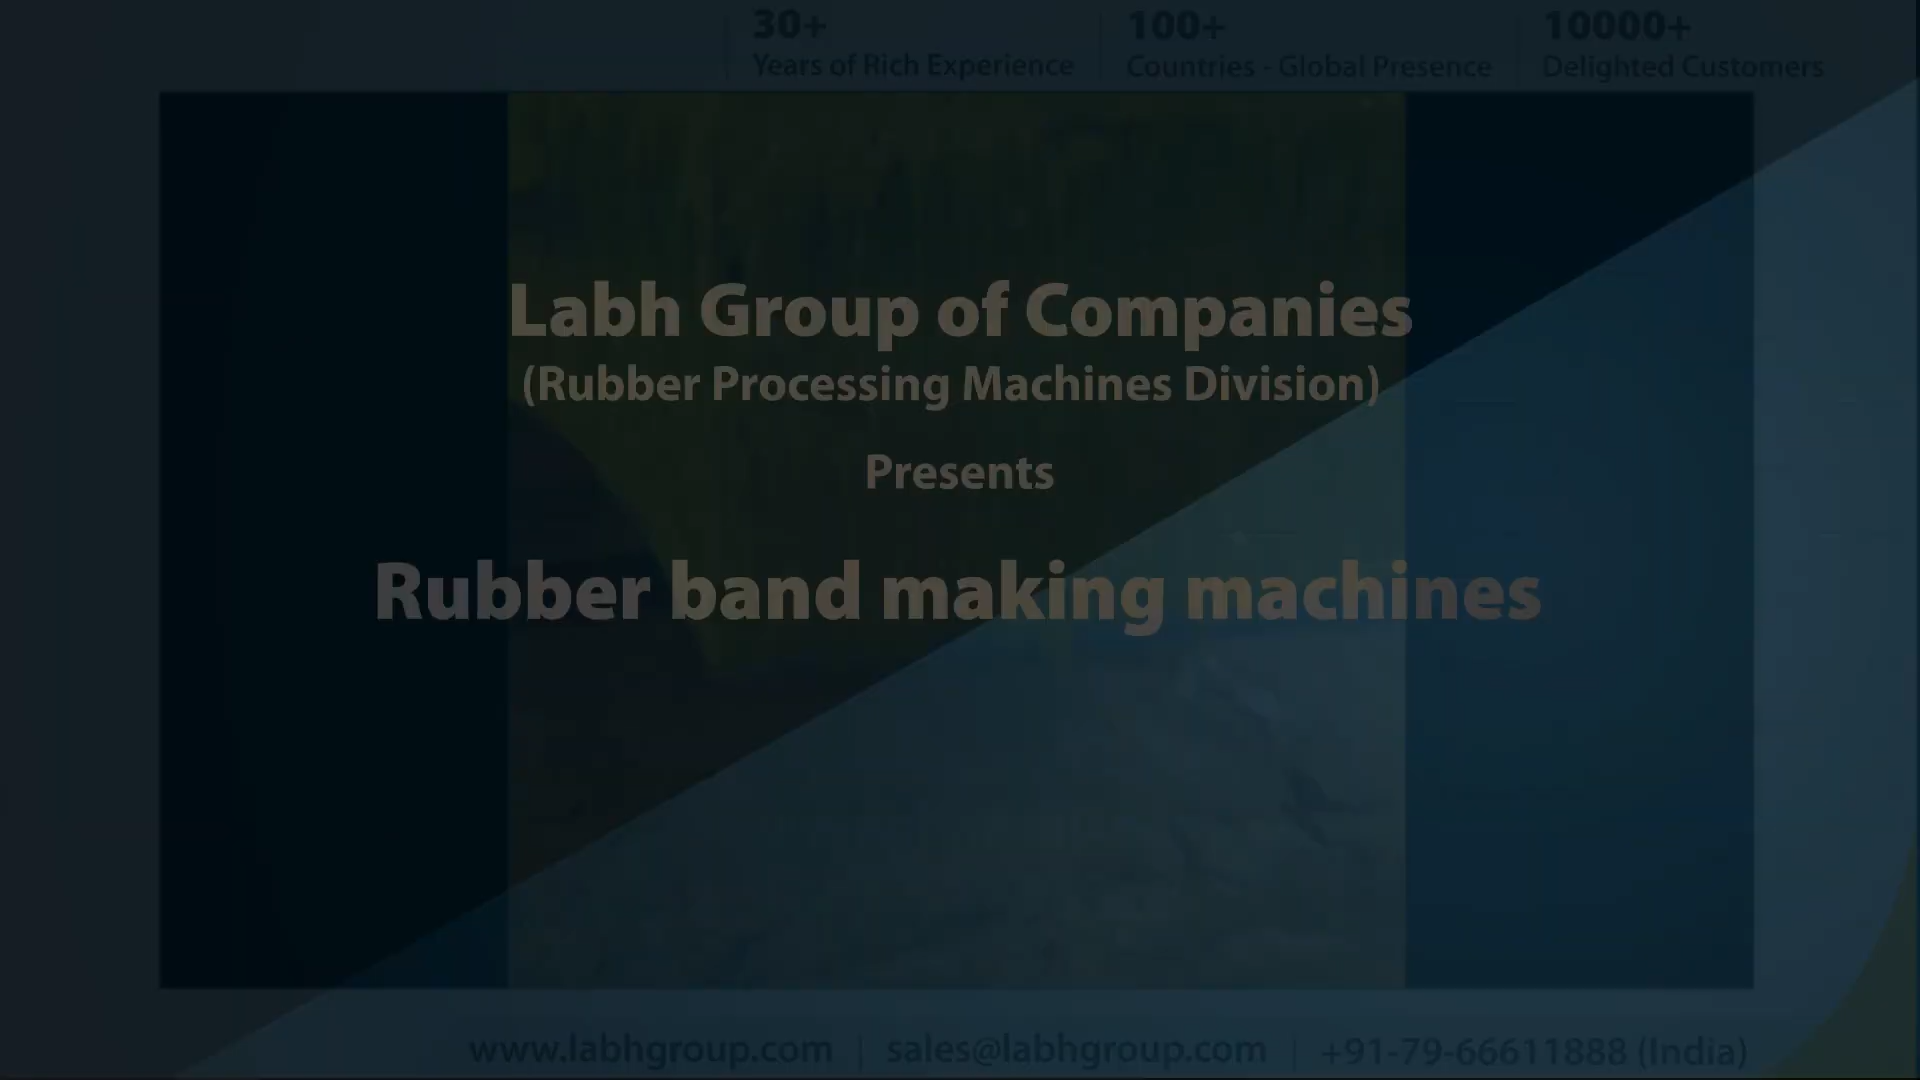 30+
Years of Rich Experience
100+
Countries - Global Presence
10000+
Delighted Customers
Labh Group of Companies
(Rubber Processing Machines Division)
Presents
Rubber band making machines
www.labhgroup.com | sales@labhgroup.com | +91-79-66611888 (India)